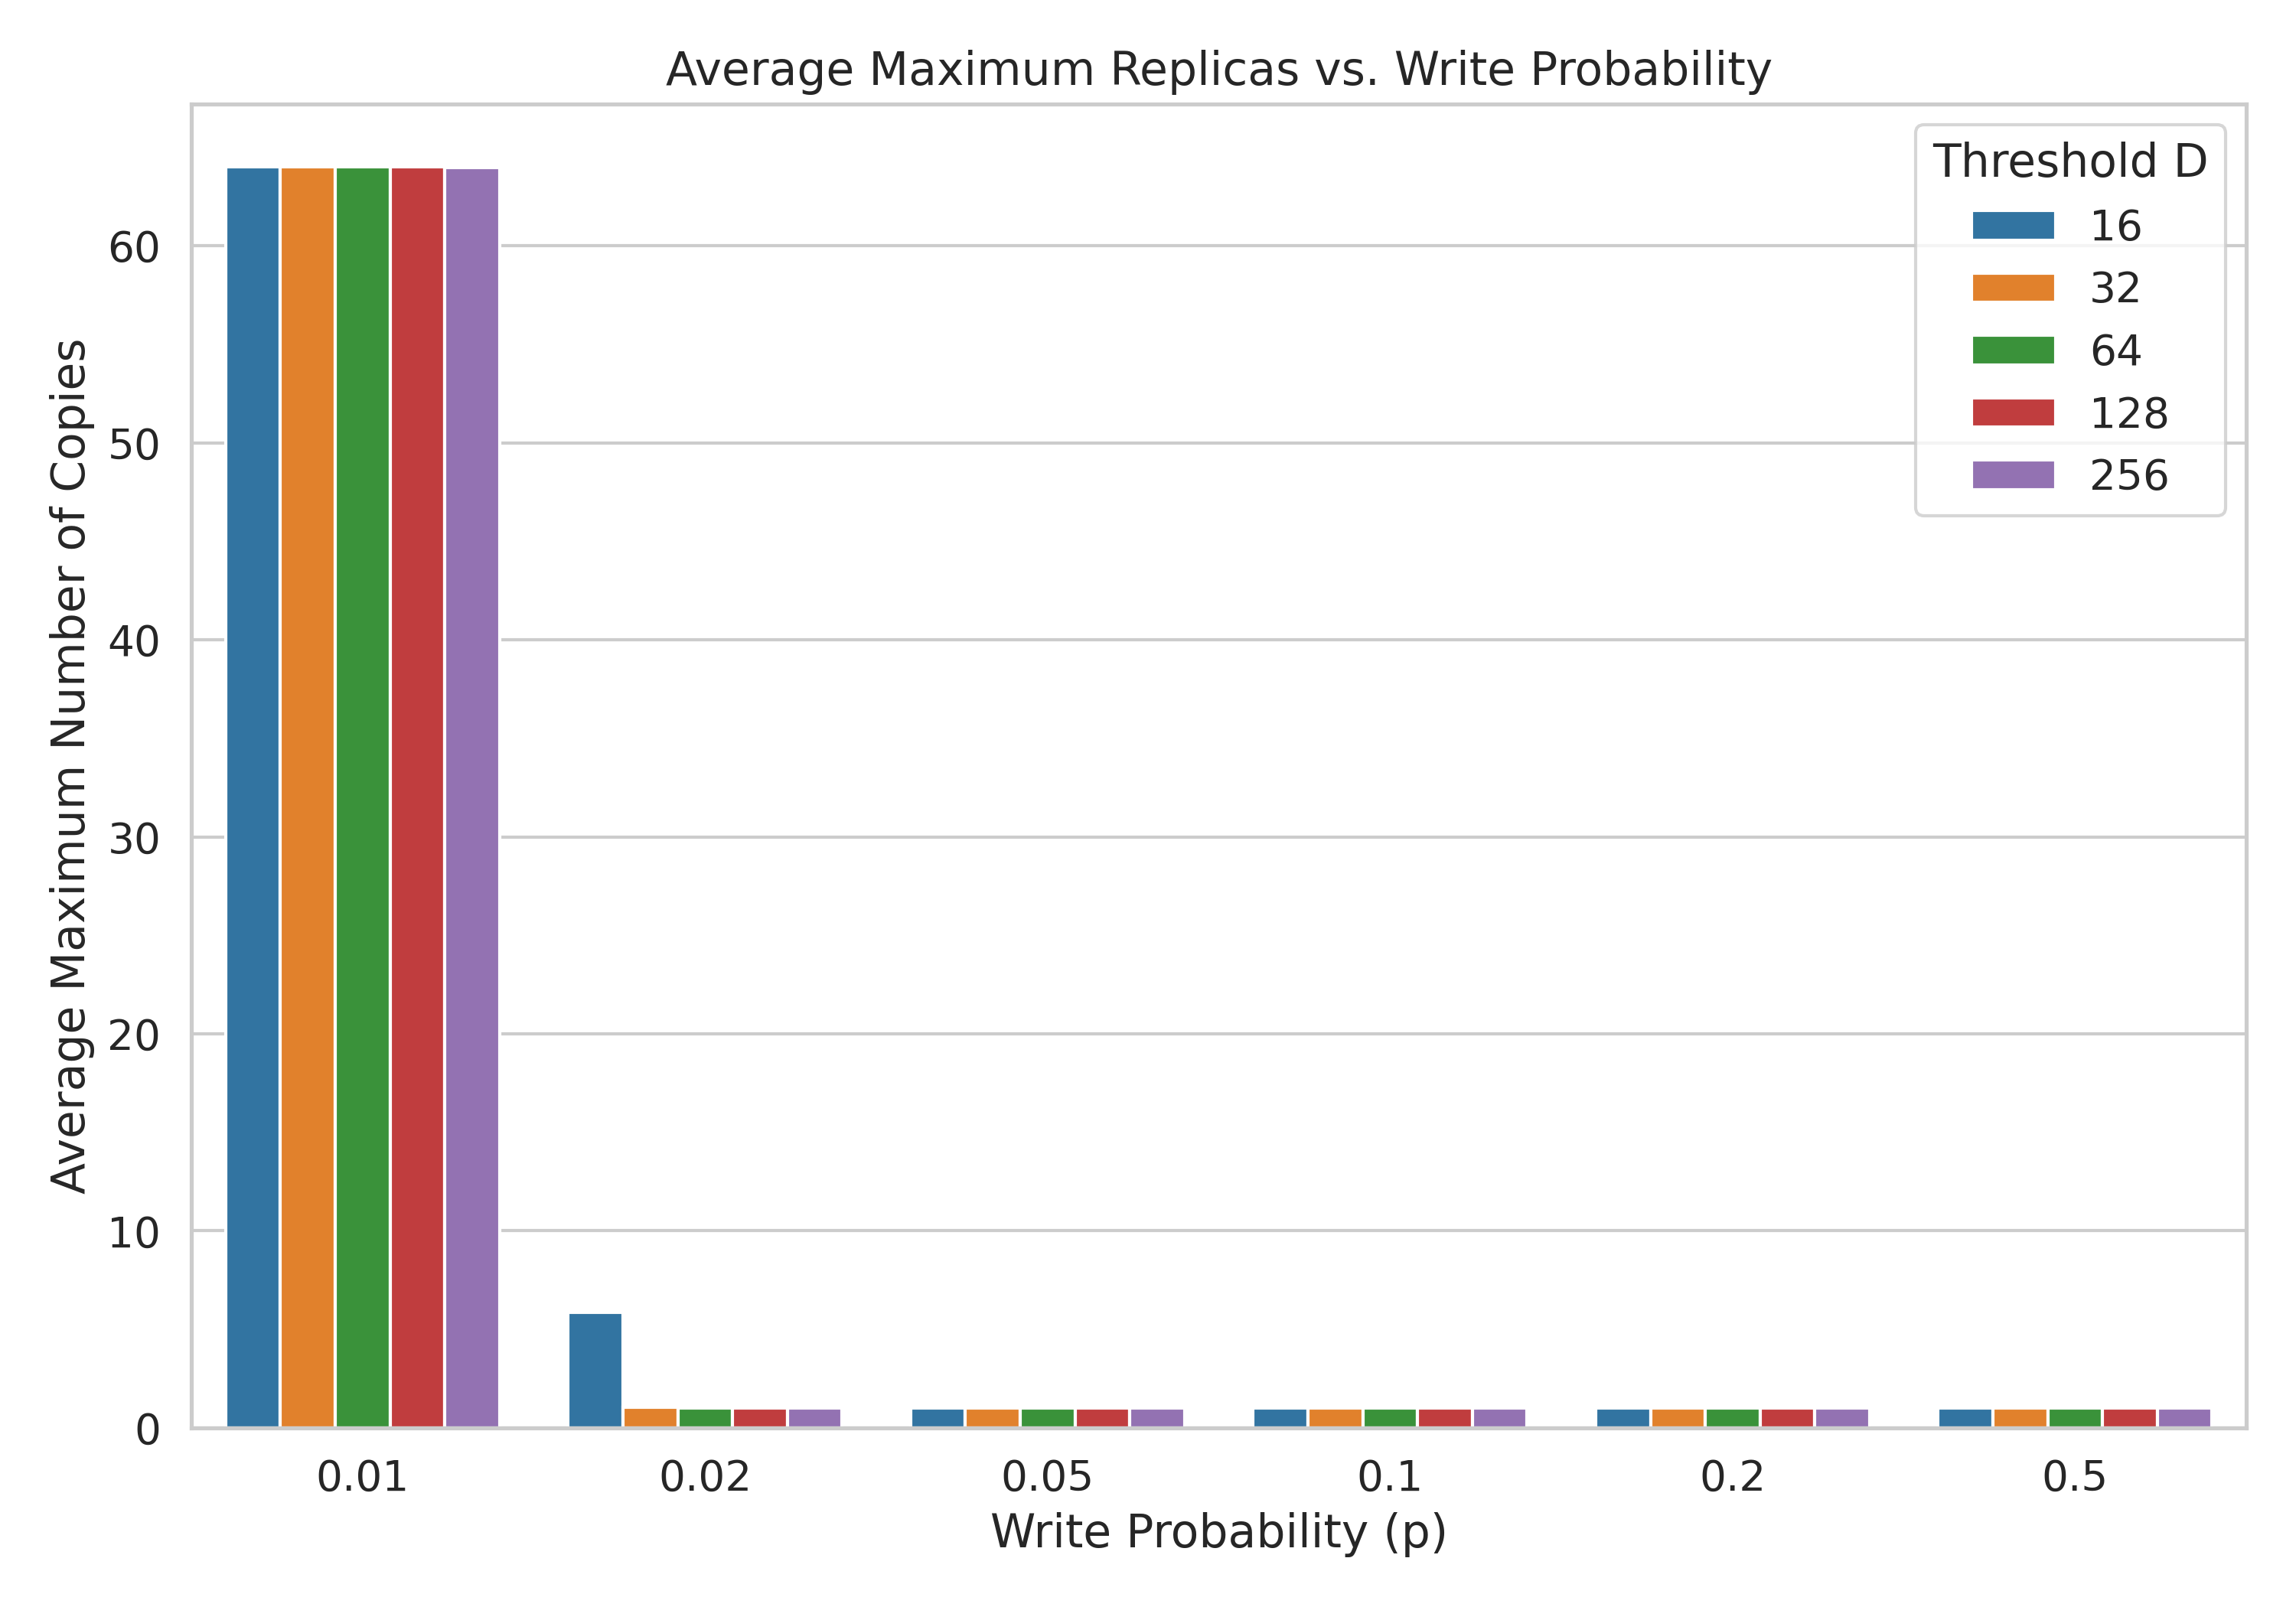 Average Maximum Replicas vs. Write Probability
Threshold D
16
32
64
128
256
Average Maximum Number of Copies
60
50
40
30
20
10
0
0.01 0.02 0.05 0.1 0.2 0.5
Write Probability (p)